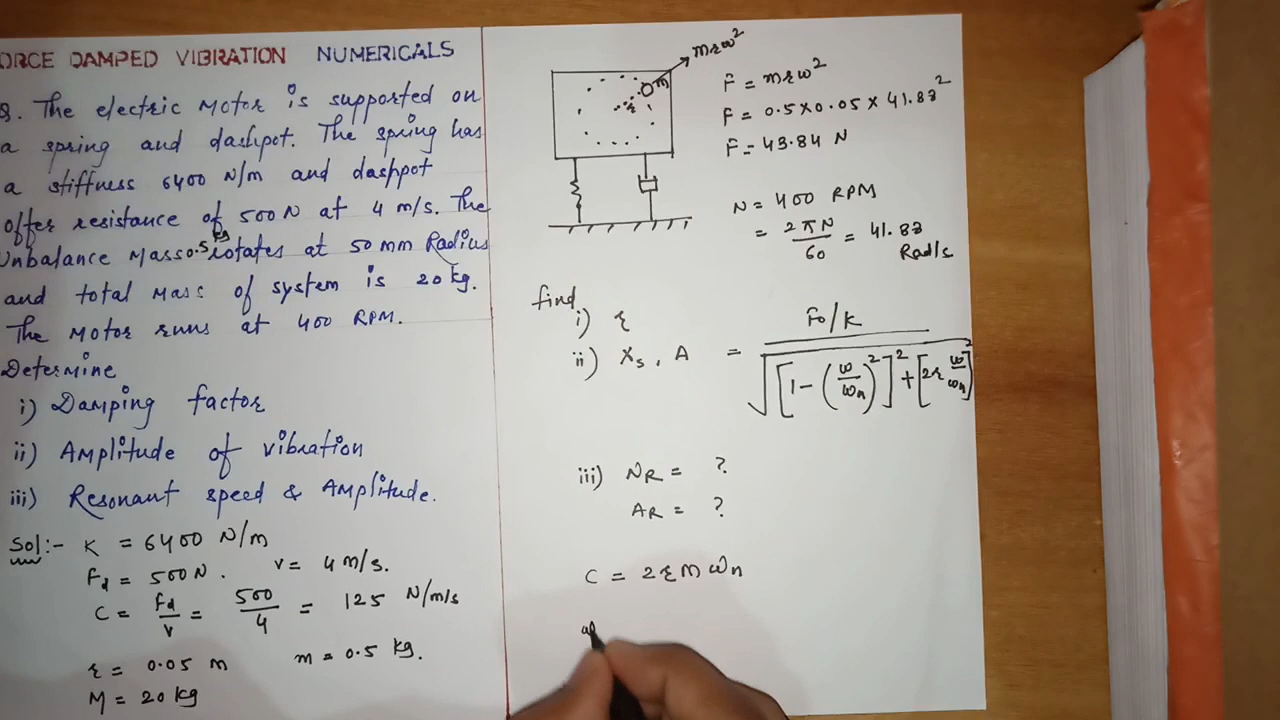 ORCE DAMPED VIBRATION NUMERICALS
Q. The electric Motor is supported on
a spring and dashpot. The spring has
a stiffness 6400 N/m and dasppot
offer resistance of 500 N at 4 m/s. The
Unbalance Mass 0.5 kg rotates at 50 mm Radius
and total Mass of system is 20 kg.
The Motor runs at 400 RPM.
Determine
i) Damping factor
ii) Amplitude of vibration
iii) Resonant speed & Amplitude.
Sol:- K = 6400 N/m
Fd = 500 N. v = 4 m/s.
C = Fd/v = 500/4 = 125 N/m/s
r = 0.05 m m = 0.5 kg.
M = 20 kg
mrω²
m
r
F = mrω²
F = 0.5 × 0.05 × 41.83²
F = 43.84 N
N = 400 RPM
= 2πN/60 = 41.83 Rad/s
find
i) ξ
ii) Xs, A = Fo/K / √[1-(ω/ωn)²]² + [2ξ ω/ωn]²
iii) NR = ?
AR = ?
C = 2ξMωn